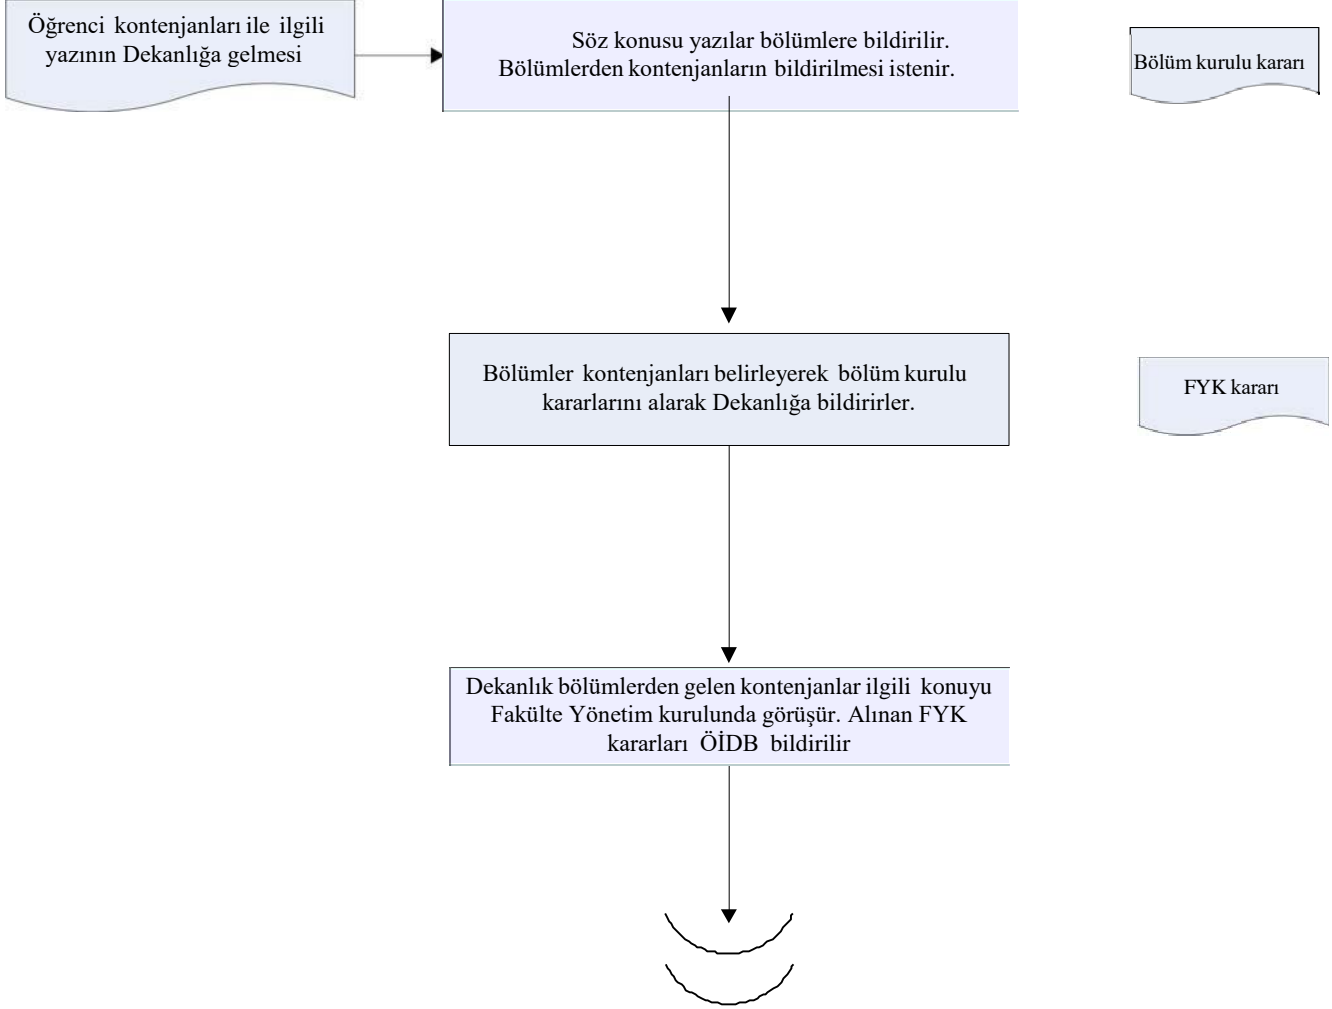 Öğrenci kontenjanları ile ilgili
yazının Dekanlığa gelmesi
Söz konusu yazılar bölümlere bildirilir.
Bölümlerden kontenjanların bildirilmesi istenir.
Bölüm kurulu kararı
Bölümler kontenjanları belirleyerek bölüm kurulu
kararlarını alarak Dekanlığa bildirirler.
FYK kararı
Dekanlık bölümlerden gelen kontenjanlar ilgili konuyu
Fakülte Yönetim kurulunda görüşür. Alınan FYK
kararları ÖİDB bildirilir